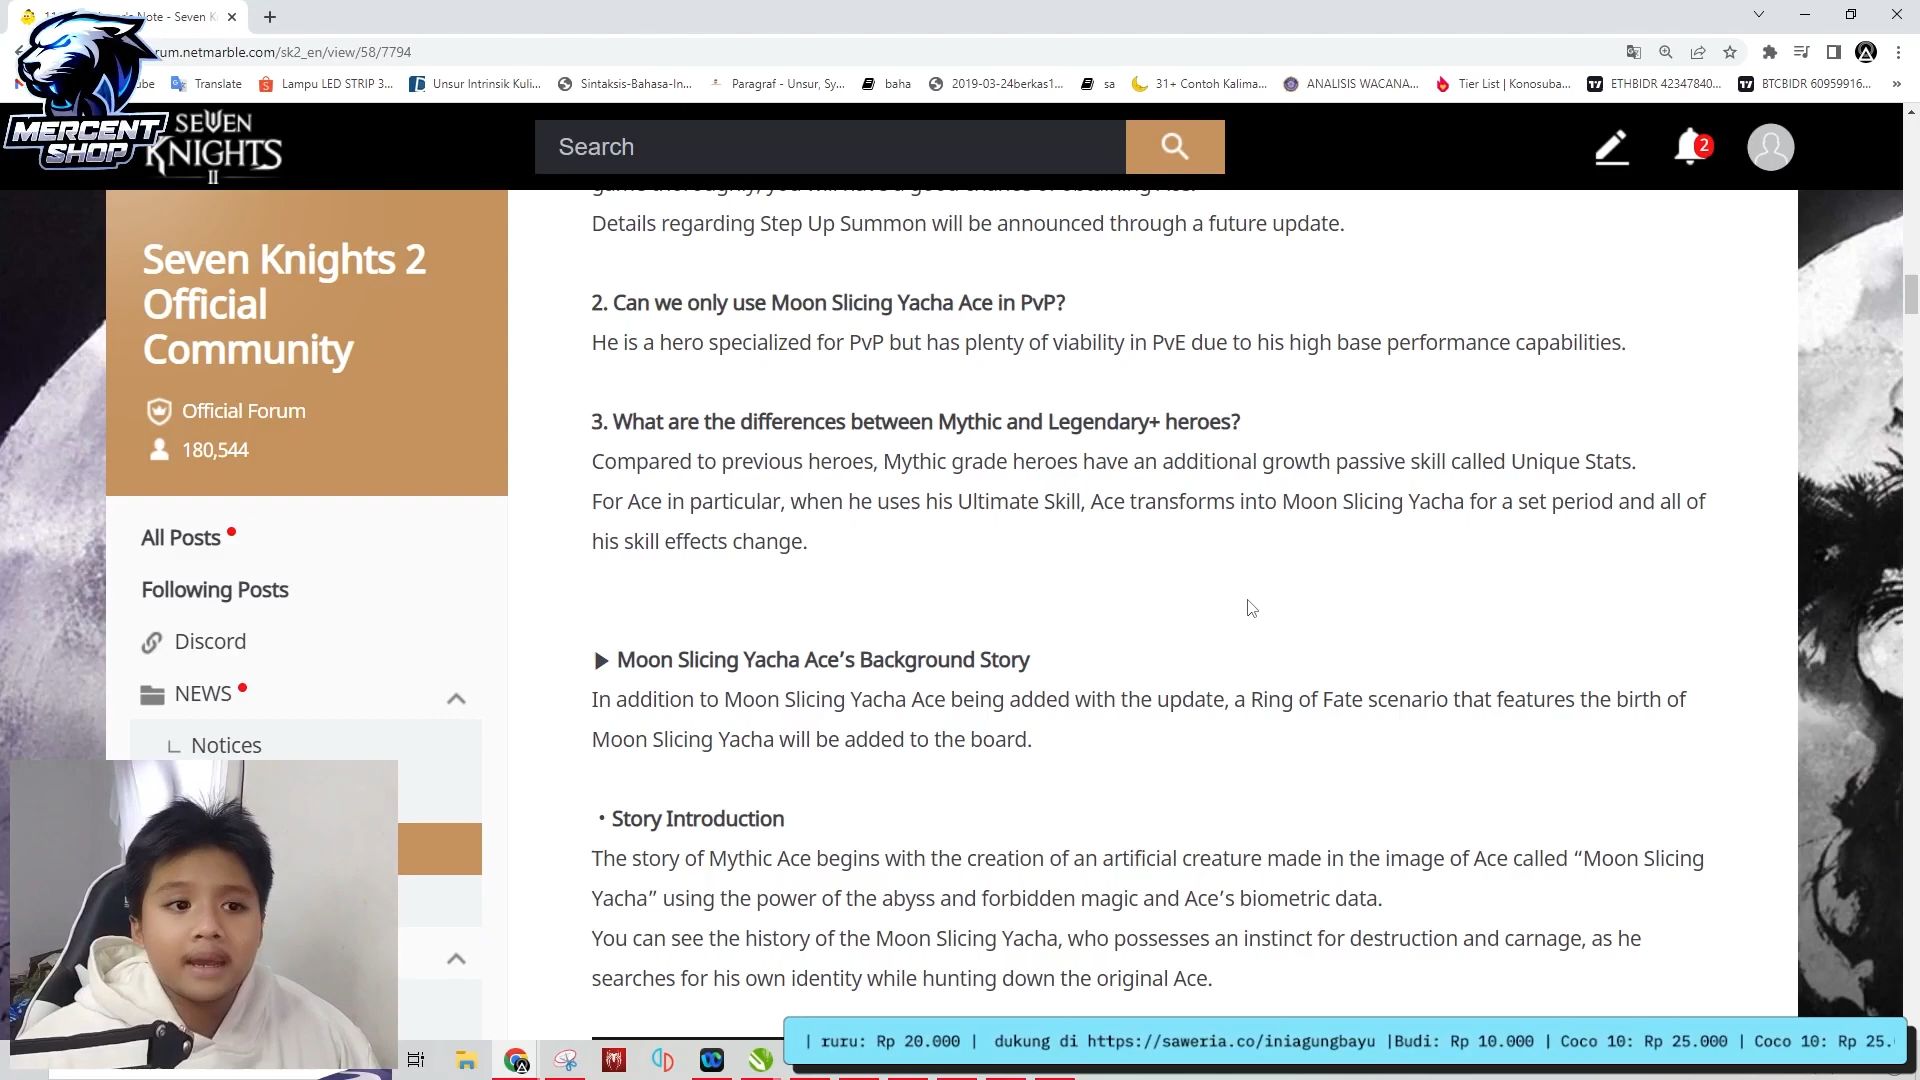 Note - Seven K
rum.netmarble.com/sk2_en/view/58/7794
Translate
Lampu LED STRIP 3...
Unsur Intrinsik Kuli...
Sintaksis-Bahasa-In...
Paragraf - Unsur, Sy...
baha
2019-03-24berkas1...
sa
31+ Contoh Kalima...
ANALISIS WACANA...
Tier List | Konosuba...
ETHBIDR 42347840...
BTCBIDR 60959916...
»
MERCENT
SHOP
SEVEN
KNIGHTS
II
Search
2
Seven Knights 2
Official
Community
Official Forum
180,544
All Posts
Following Posts
Discord
NEWS
Notices
Details regarding Step Up Summon will be announced through a future update.
2. Can we only use Moon Slicing Yacha Ace in PvP?
He is a hero specialized for PvP but has plenty of viability in PvE due to his high base performance capabilities.
3. What are the differences between Mythic and Legendary+ heroes?
Compared to previous heroes, Mythic grade heroes have an additional growth passive skill called Unique Stats.
For Ace in particular, when he uses his Ultimate Skill, Ace transforms into Moon Slicing Yacha for a set period and all of
his skill effects change.
▶ Moon Slicing Yacha Ace’s Background Story
In addition to Moon Slicing Yacha Ace being added with the update, a Ring of Fate scenario that features the birth of
Moon Slicing Yacha will be added to the board.
・Story Introduction
The story of Mythic Ace begins with the creation of an artificial creature made in the image of Ace called “Moon Slicing
Yacha” using the power of the abyss and forbidden magic and Ace’s biometric data.
You can see the history of the Moon Slicing Yacha, who possesses an instinct for destruction and carnage, as he
searches for his own identity while hunting down the original Ace.
| ruru: Rp 20.000 | dukung di https://saweria.co/iniagungbayu |Budi: Rp 10.000 | Coco 10: Rp 25.000 | Coco 10: Rp 25.